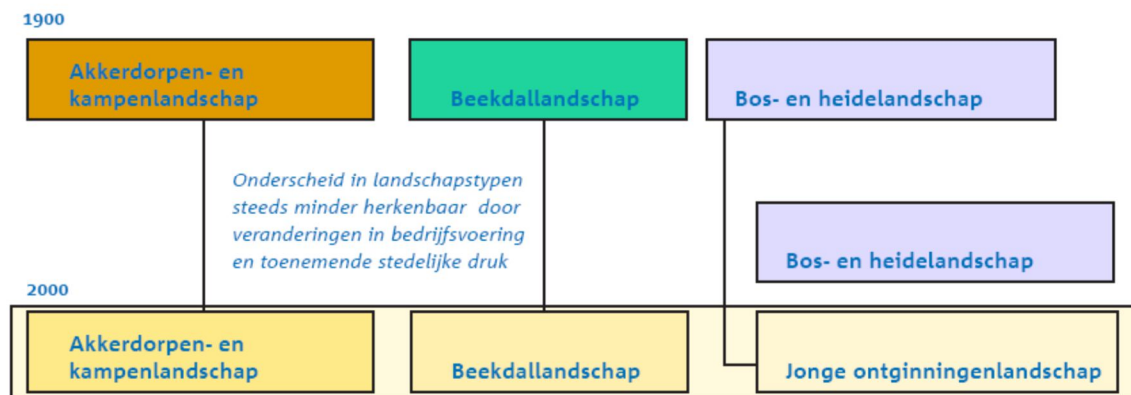 1900
Akkerdorpen- en
kampenlandschap
Beekdallandschap
Bos- en heidelandschap
Onderscheid in landschapstypen
steeds minder herkenbaar door
veranderingen in bedrijfsvoering
en toenemende stedelijke druk
Bos- en heidelandschap
2000
Akkerdorpen- en
kampenlandschap
Beekdallandschap
Jonge ontginningenlandschap